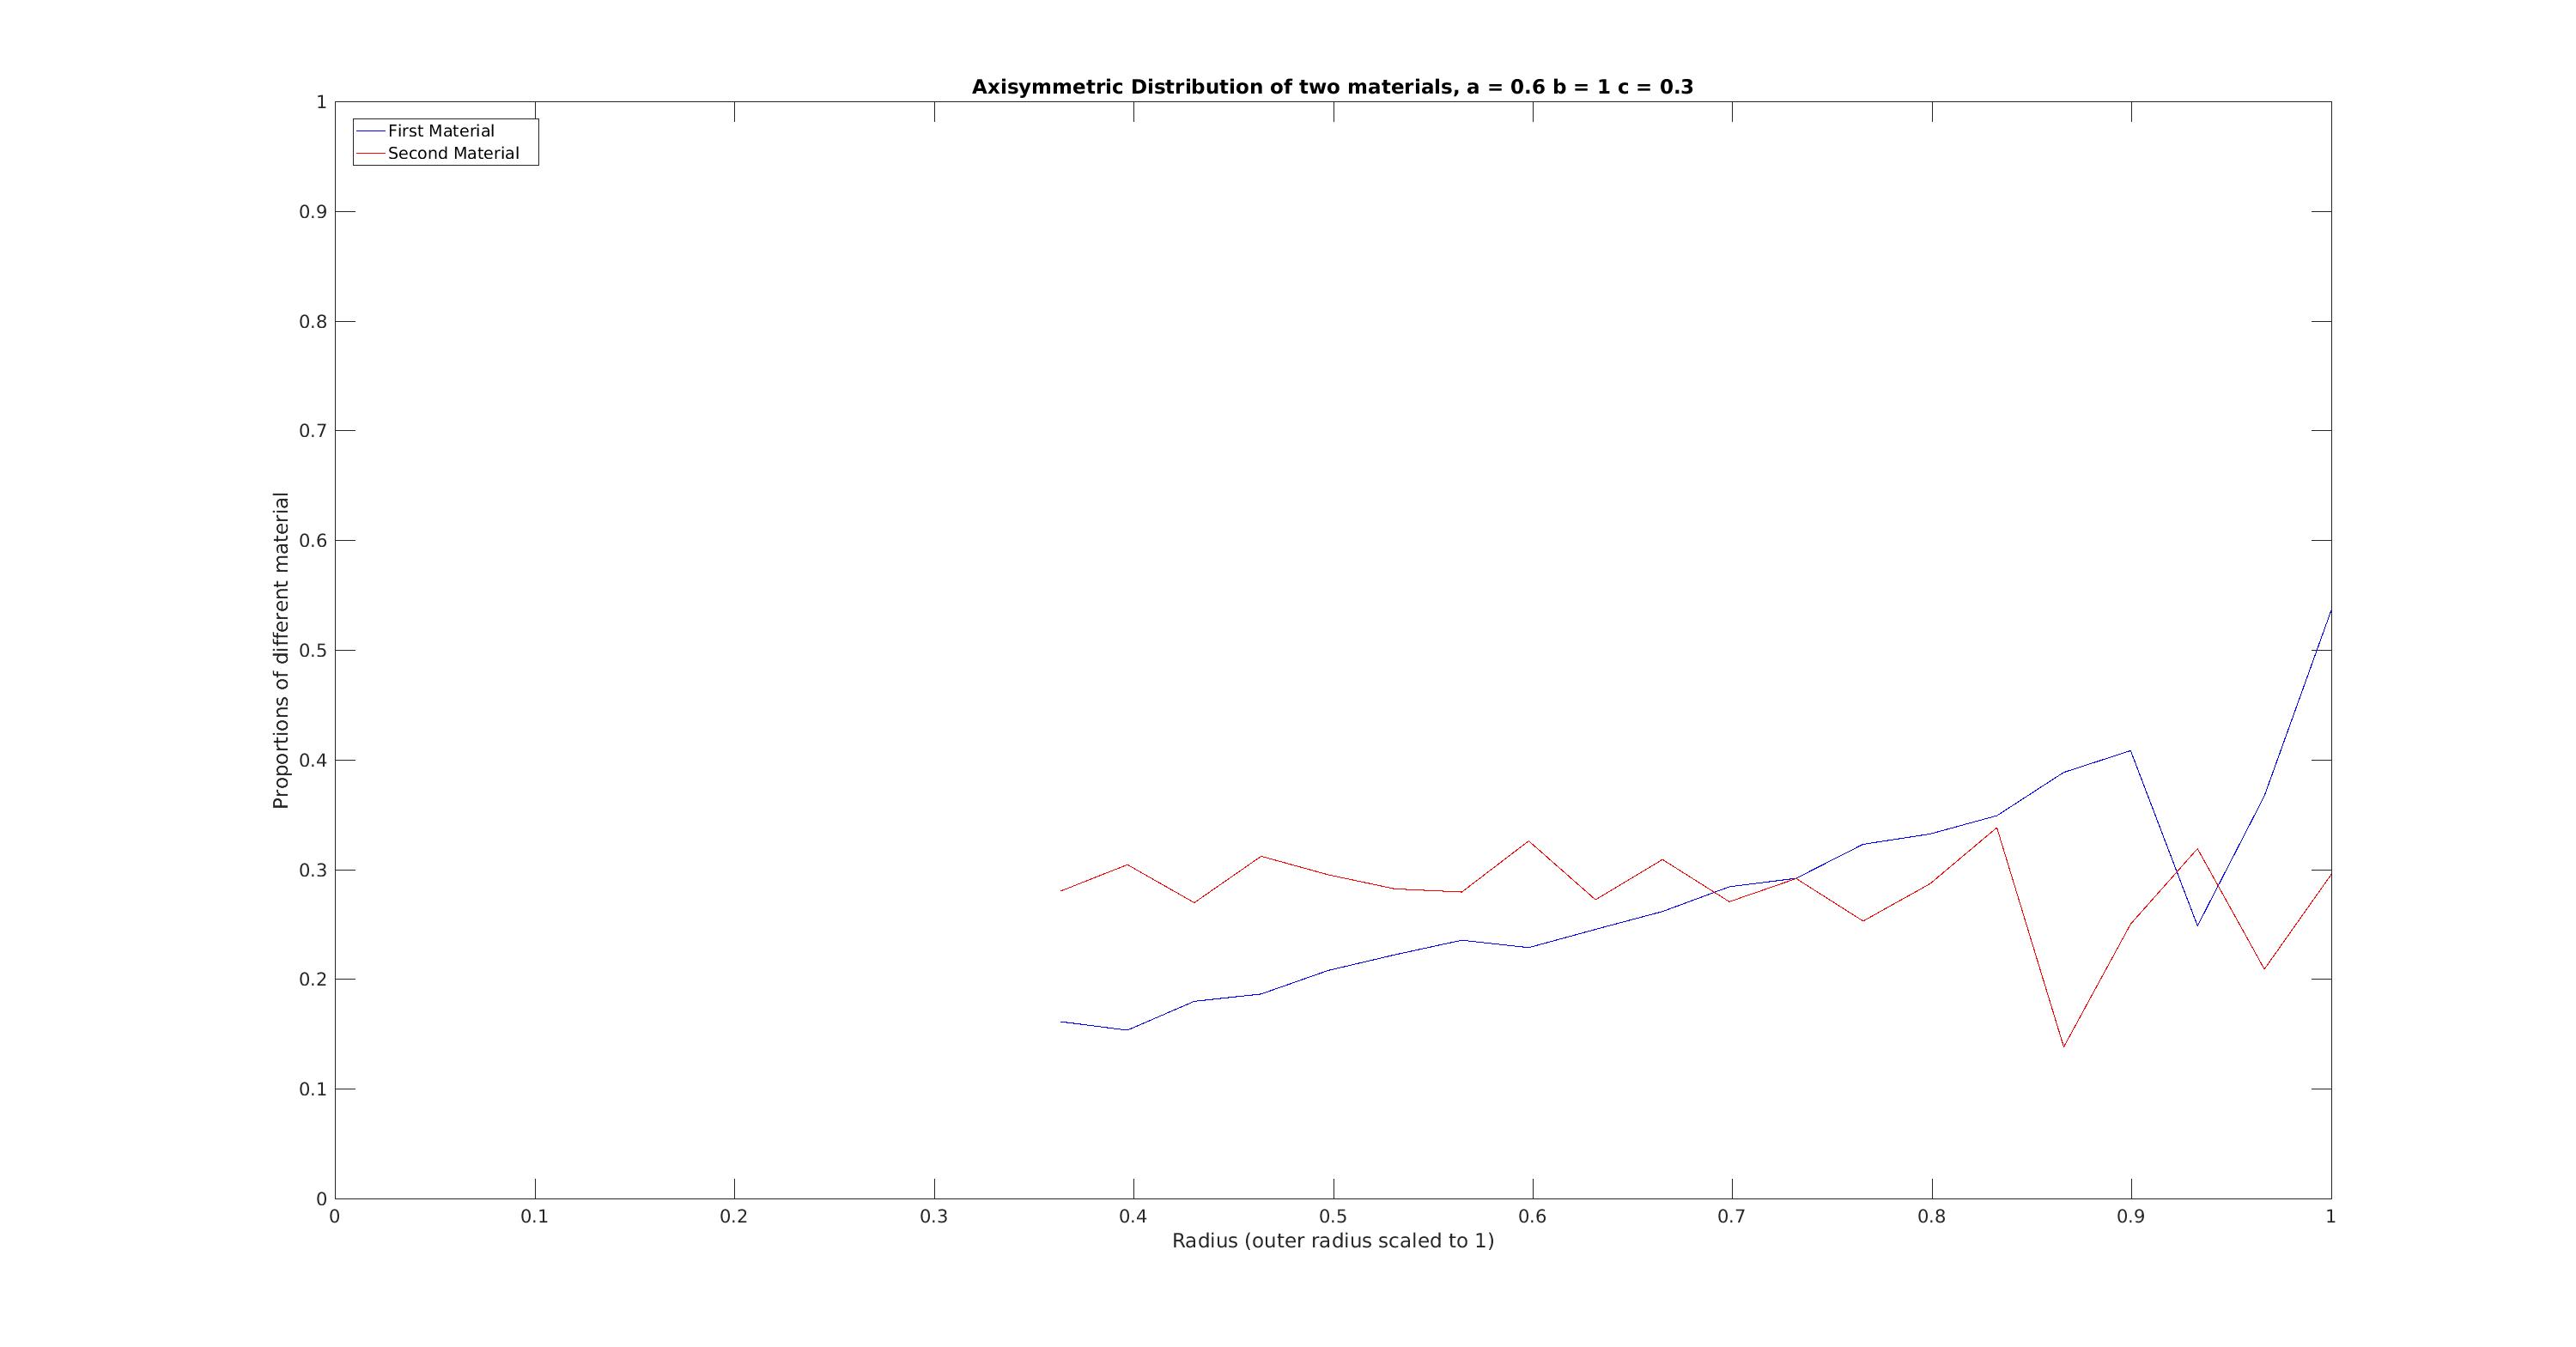 Axisymmetric Distribution of two materials, a = 0.6 b = 1 c = 0.3
First Material
Second Material
Proportions of different material
1
0.9
0.8
0.7
0.6
0.5
0.4
0.3
0.2
0.1
0
0 0.1 0.2 0.3 0.4 0.5 0.6 0.7 0.8 0.9 1
Radius (outer radius scaled to 1)